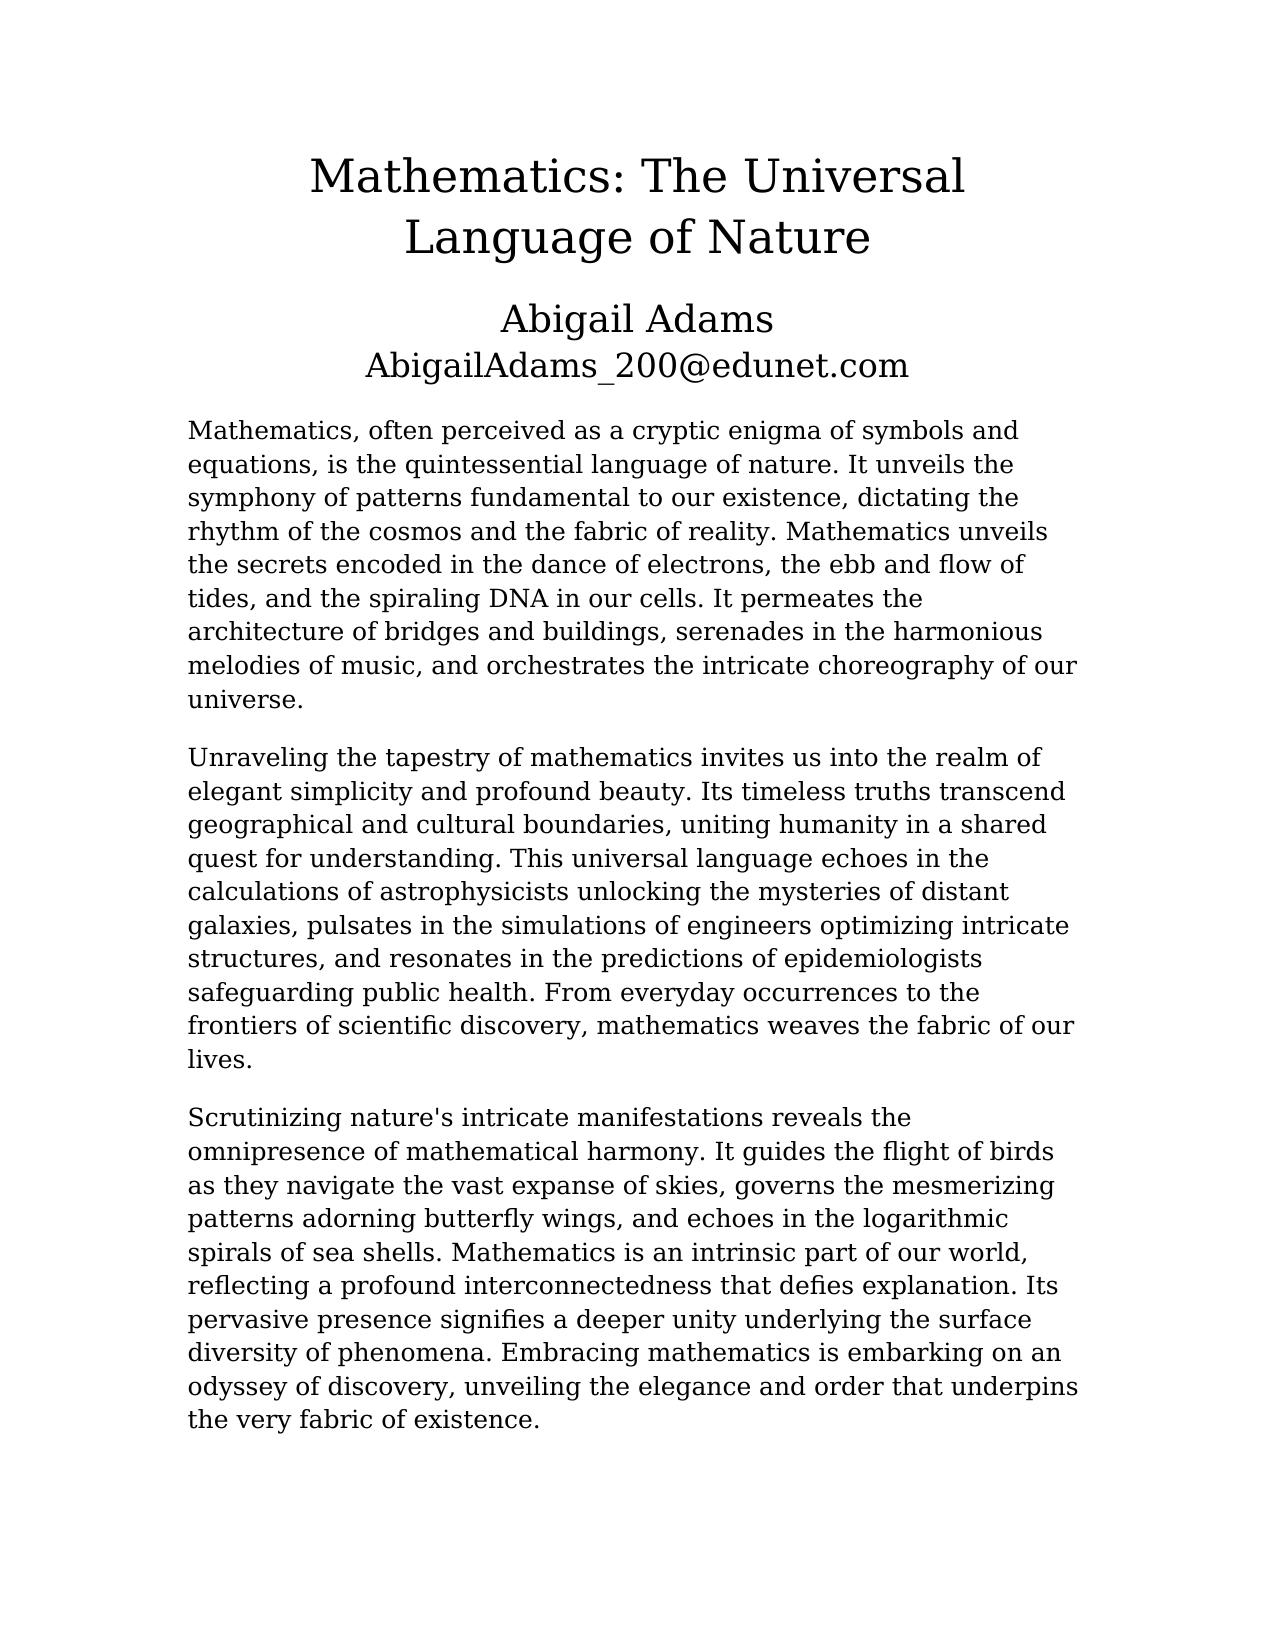 Mathematics: The Universal
Language of Nature
Abigail Adams
AbigailAdams_200@edunet.com
Mathematics, often perceived as a cryptic enigma of symbols and
equations, is the quintessential language of nature. It unveils the
symphony of patterns fundamental to our existence, dictating the
rhythm of the cosmos and the fabric of reality. Mathematics unveils
the secrets encoded in the dance of electrons, the ebb and flow of
tides, and the spiraling DNA in our cells. It permeates the
architecture of bridges and buildings, serenades in the harmonious
melodies of music, and orchestrates the intricate choreography of our
universe.
Unraveling the tapestry of mathematics invites us into the realm of
elegant simplicity and profound beauty. Its timeless truths transcend
geographical and cultural boundaries, uniting humanity in a shared
quest for understanding. This universal language echoes in the
calculations of astrophysicists unlocking the mysteries of distant
galaxies, pulsates in the simulations of engineers optimizing intricate
structures, and resonates in the predictions of epidemiologists
safeguarding public health. From everyday occurrences to the
frontiers of scientific discovery, mathematics weaves the fabric of our
lives.
Scrutinizing nature's intricate manifestations reveals the
omnipresence of mathematical harmony. It guides the flight of birds
as they navigate the vast expanse of skies, governs the mesmerizing
patterns adorning butterfly wings, and echoes in the logarithmic
spirals of sea shells. Mathematics is an intrinsic part of our world,
reflecting a profound interconnectedness that defies explanation. Its
pervasive presence signifies a deeper unity underlying the surface
diversity of phenomena. Embracing mathematics is embarking on an
odyssey of discovery, unveiling the elegance and order that underpins
the very fabric of existence.